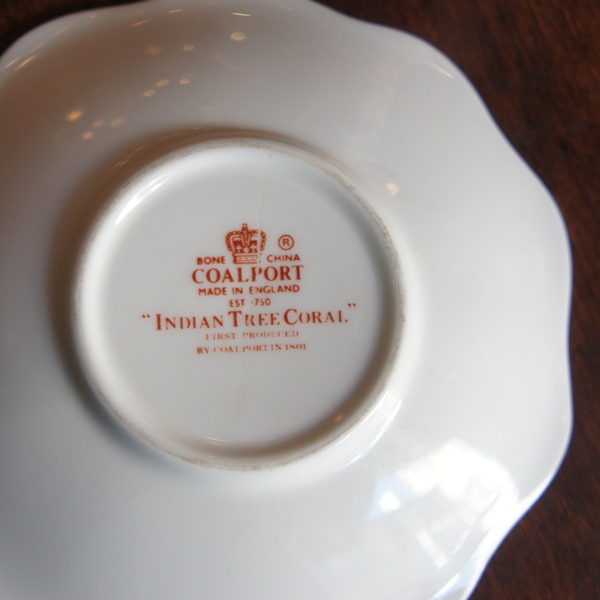 ®
BONE CHINA
COALPORT
MADE IN ENGLAND
EST 1750
"INDIAN TREE CORAL"
FIRST PRODUCED
BY COALPORT IN 1801